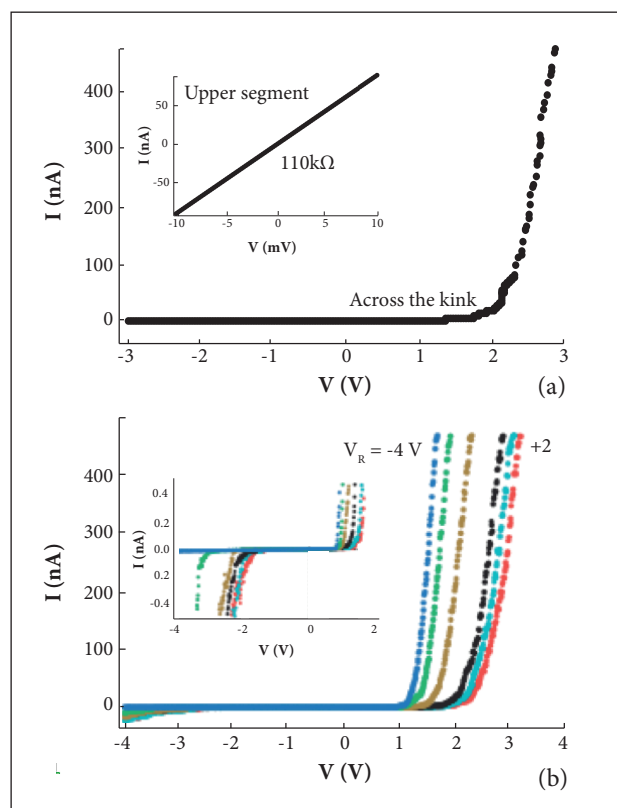 400
300
200
100
0
I (nA)
-3
-2
-1
0
1
2
3
V (V)
(a)
Across the kink
Upper segment
110kΩ
50
0
-50
I (nA)
-10
-5
0
5
10
V (mV)
400
300
200
100
0
I (nA)
-4
-3
-2
-1
0
1
2
3
4
V (V)
(b)
V_R = -4 V
+2
0.4
0.2
0.0
0.2
-0.4
I (nA)
-4
-2
0
2
V (V)
L